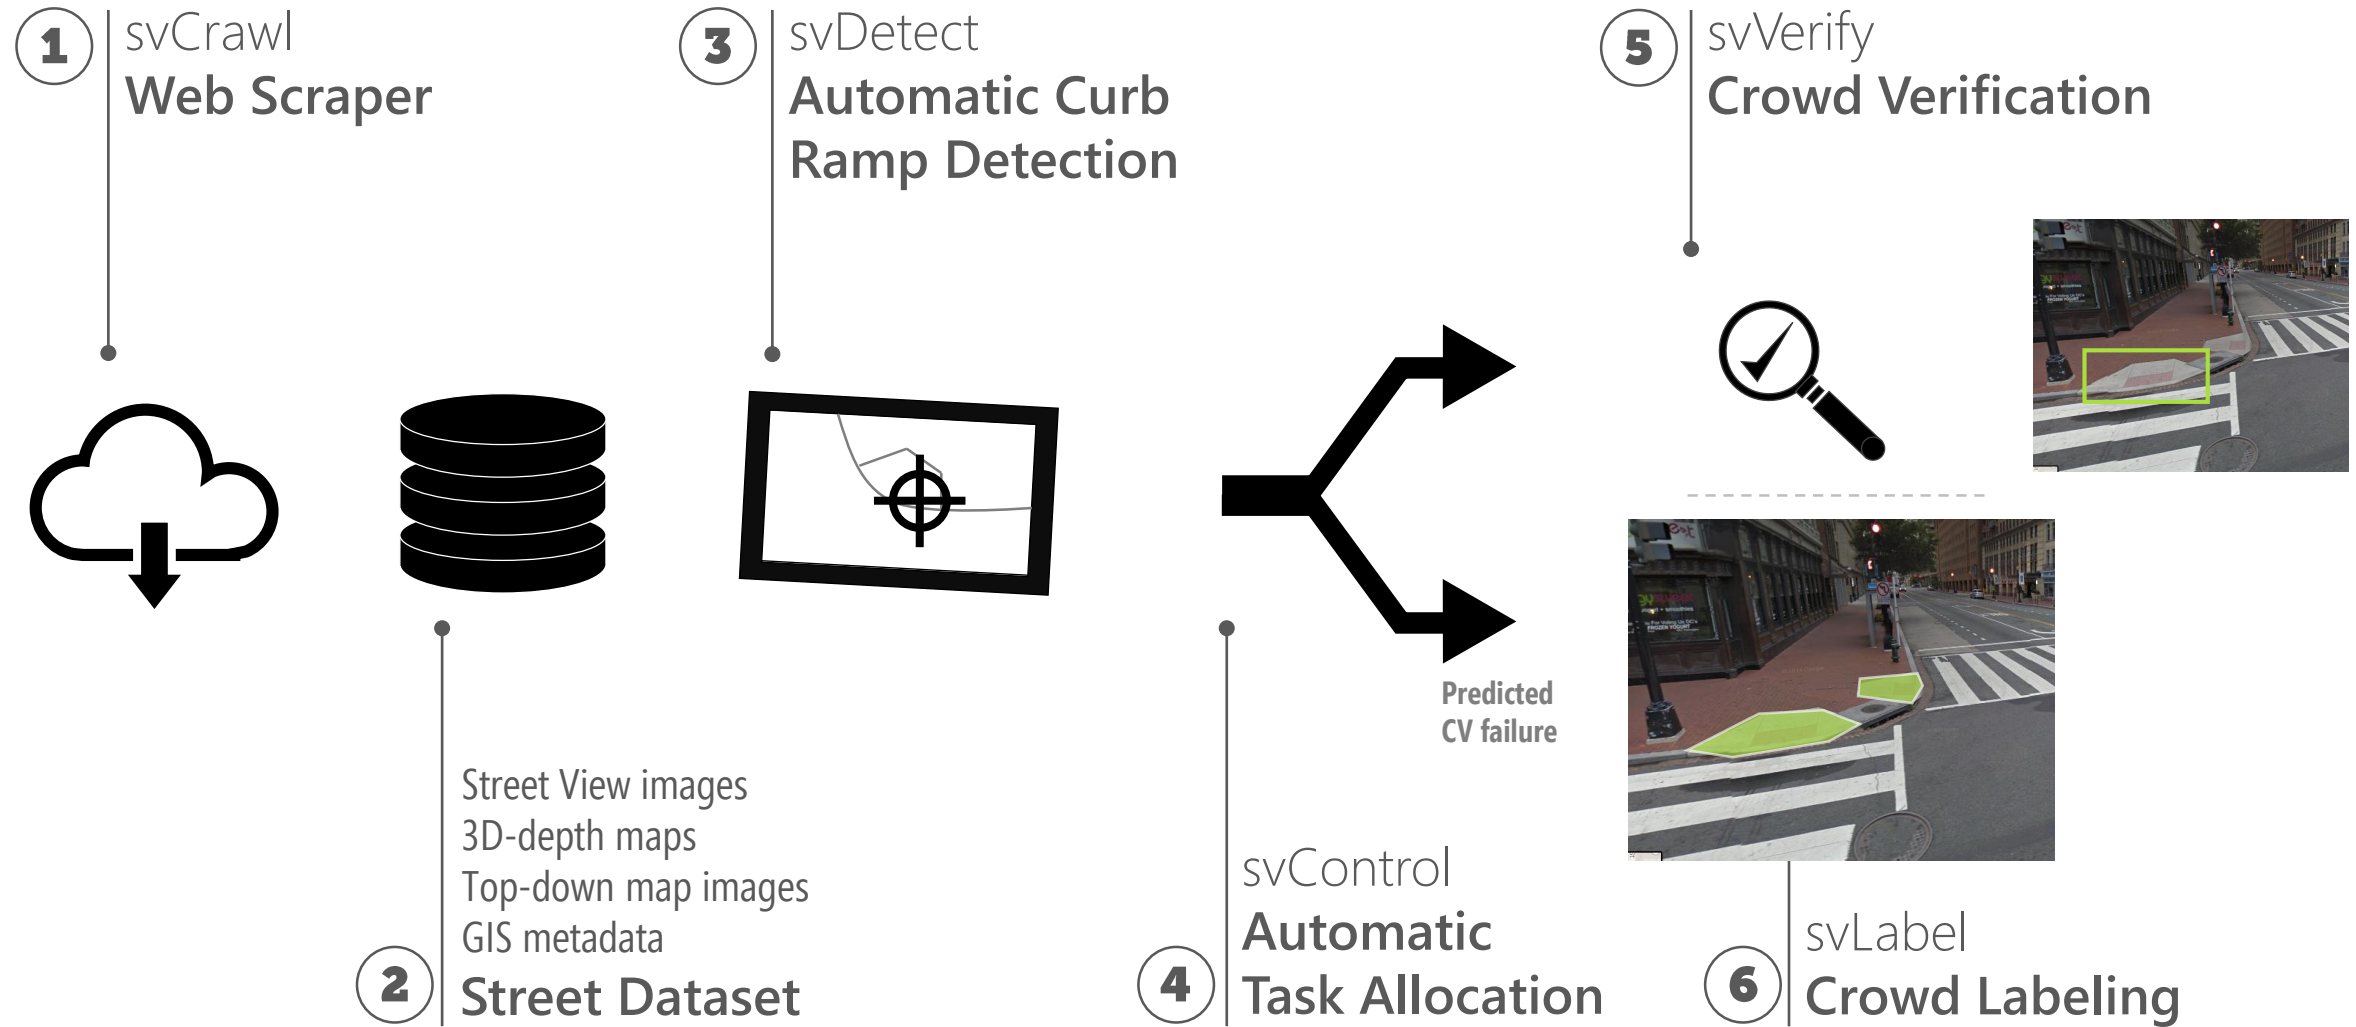 1
svCrawl
Web Scraper
2
Street View images
3D-depth maps
Top-down map images
GIS metadata
Street Dataset
3
svDetect
Automatic Curb
Ramp Detection
4
svControl
Automatic
Task Allocation
Predicted
CV failure
5
svVerify
Crowd Verification
6
svLabel
Crowd Labeling
FROZEN YOGURT